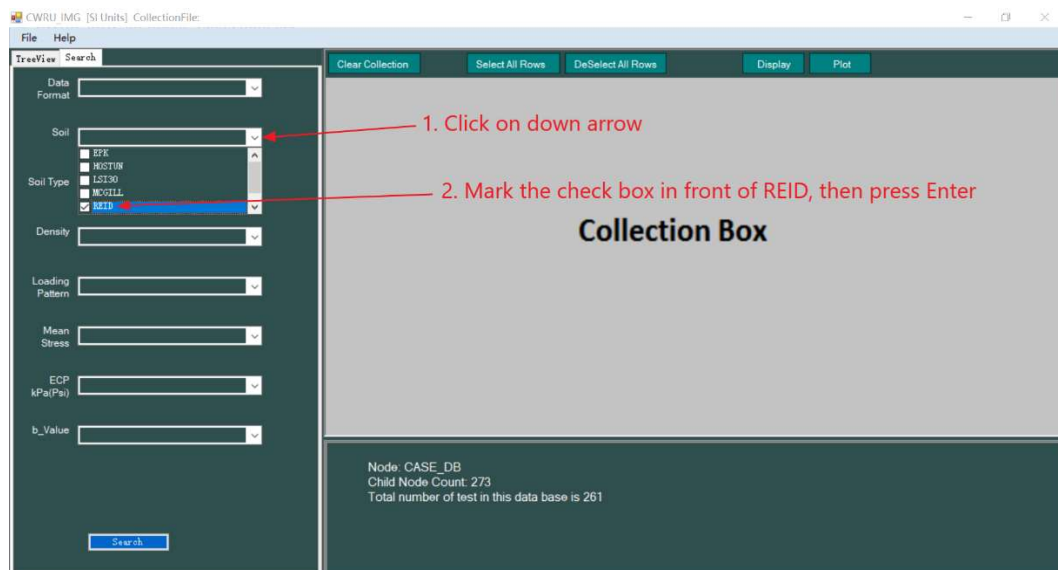 CWRU_IMG [SI Units] CollectionFile:
File Help
TreeView Search
Clear Collection Select All Rows DeSelect All Rows Display Plot
Data
Format
Soil
1. Click on down arrow
EPK
HOSTUN
LSI30
MCGILL
REID
Soil Type
2. Mark the check box in front of REID, then press Enter
Collection Box
Density
Loading
Pattern
Mean
Stress
ECP
kPa(Psi)
b_Value
Node: CASE_DB
Child Node Count: 273
Total number of test in this data base is 261
Search